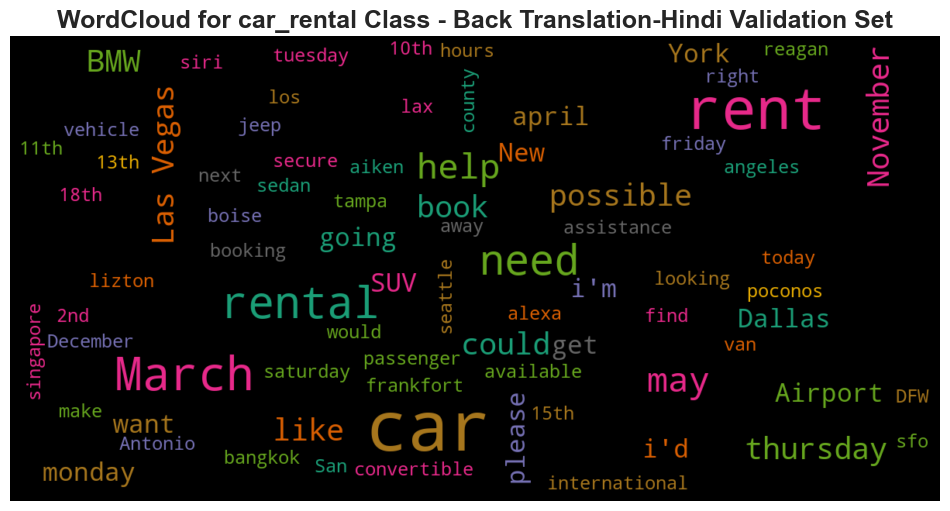 WordCloud for car_rental Class - Back Translation-Hindi Validation Set
BMW
siri
tuesday
10th
hours
York
reagan
right
November
los
lax
county
rent
april
vehicle
Las Vegas
jeep
11th
13th
secure
aiken
help
New
friday
angeles
18th
next
sedan
tampa
book
possible
boise
away
assistance
going
booking
need
today
lizton
SUV
seattle
i'm
looking
poconos
rental
alexa
find
Dallas
singapore
2nd
December
would
could
get
van
March
saturday
passenger
frankfort
available
may
Airport
DFW
make
want
Antonio
like
car
please
15th
i'd
thursday
sfo
monday
bangkok
San
convertible
international